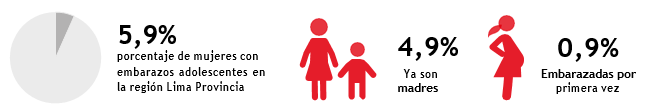 5,9%
porcentaje de mujeres con
embarazos adolescentes en
la región Lima Provincia
4,9%
Ya son
madres
0,9%
Embarazadas por
primera vez